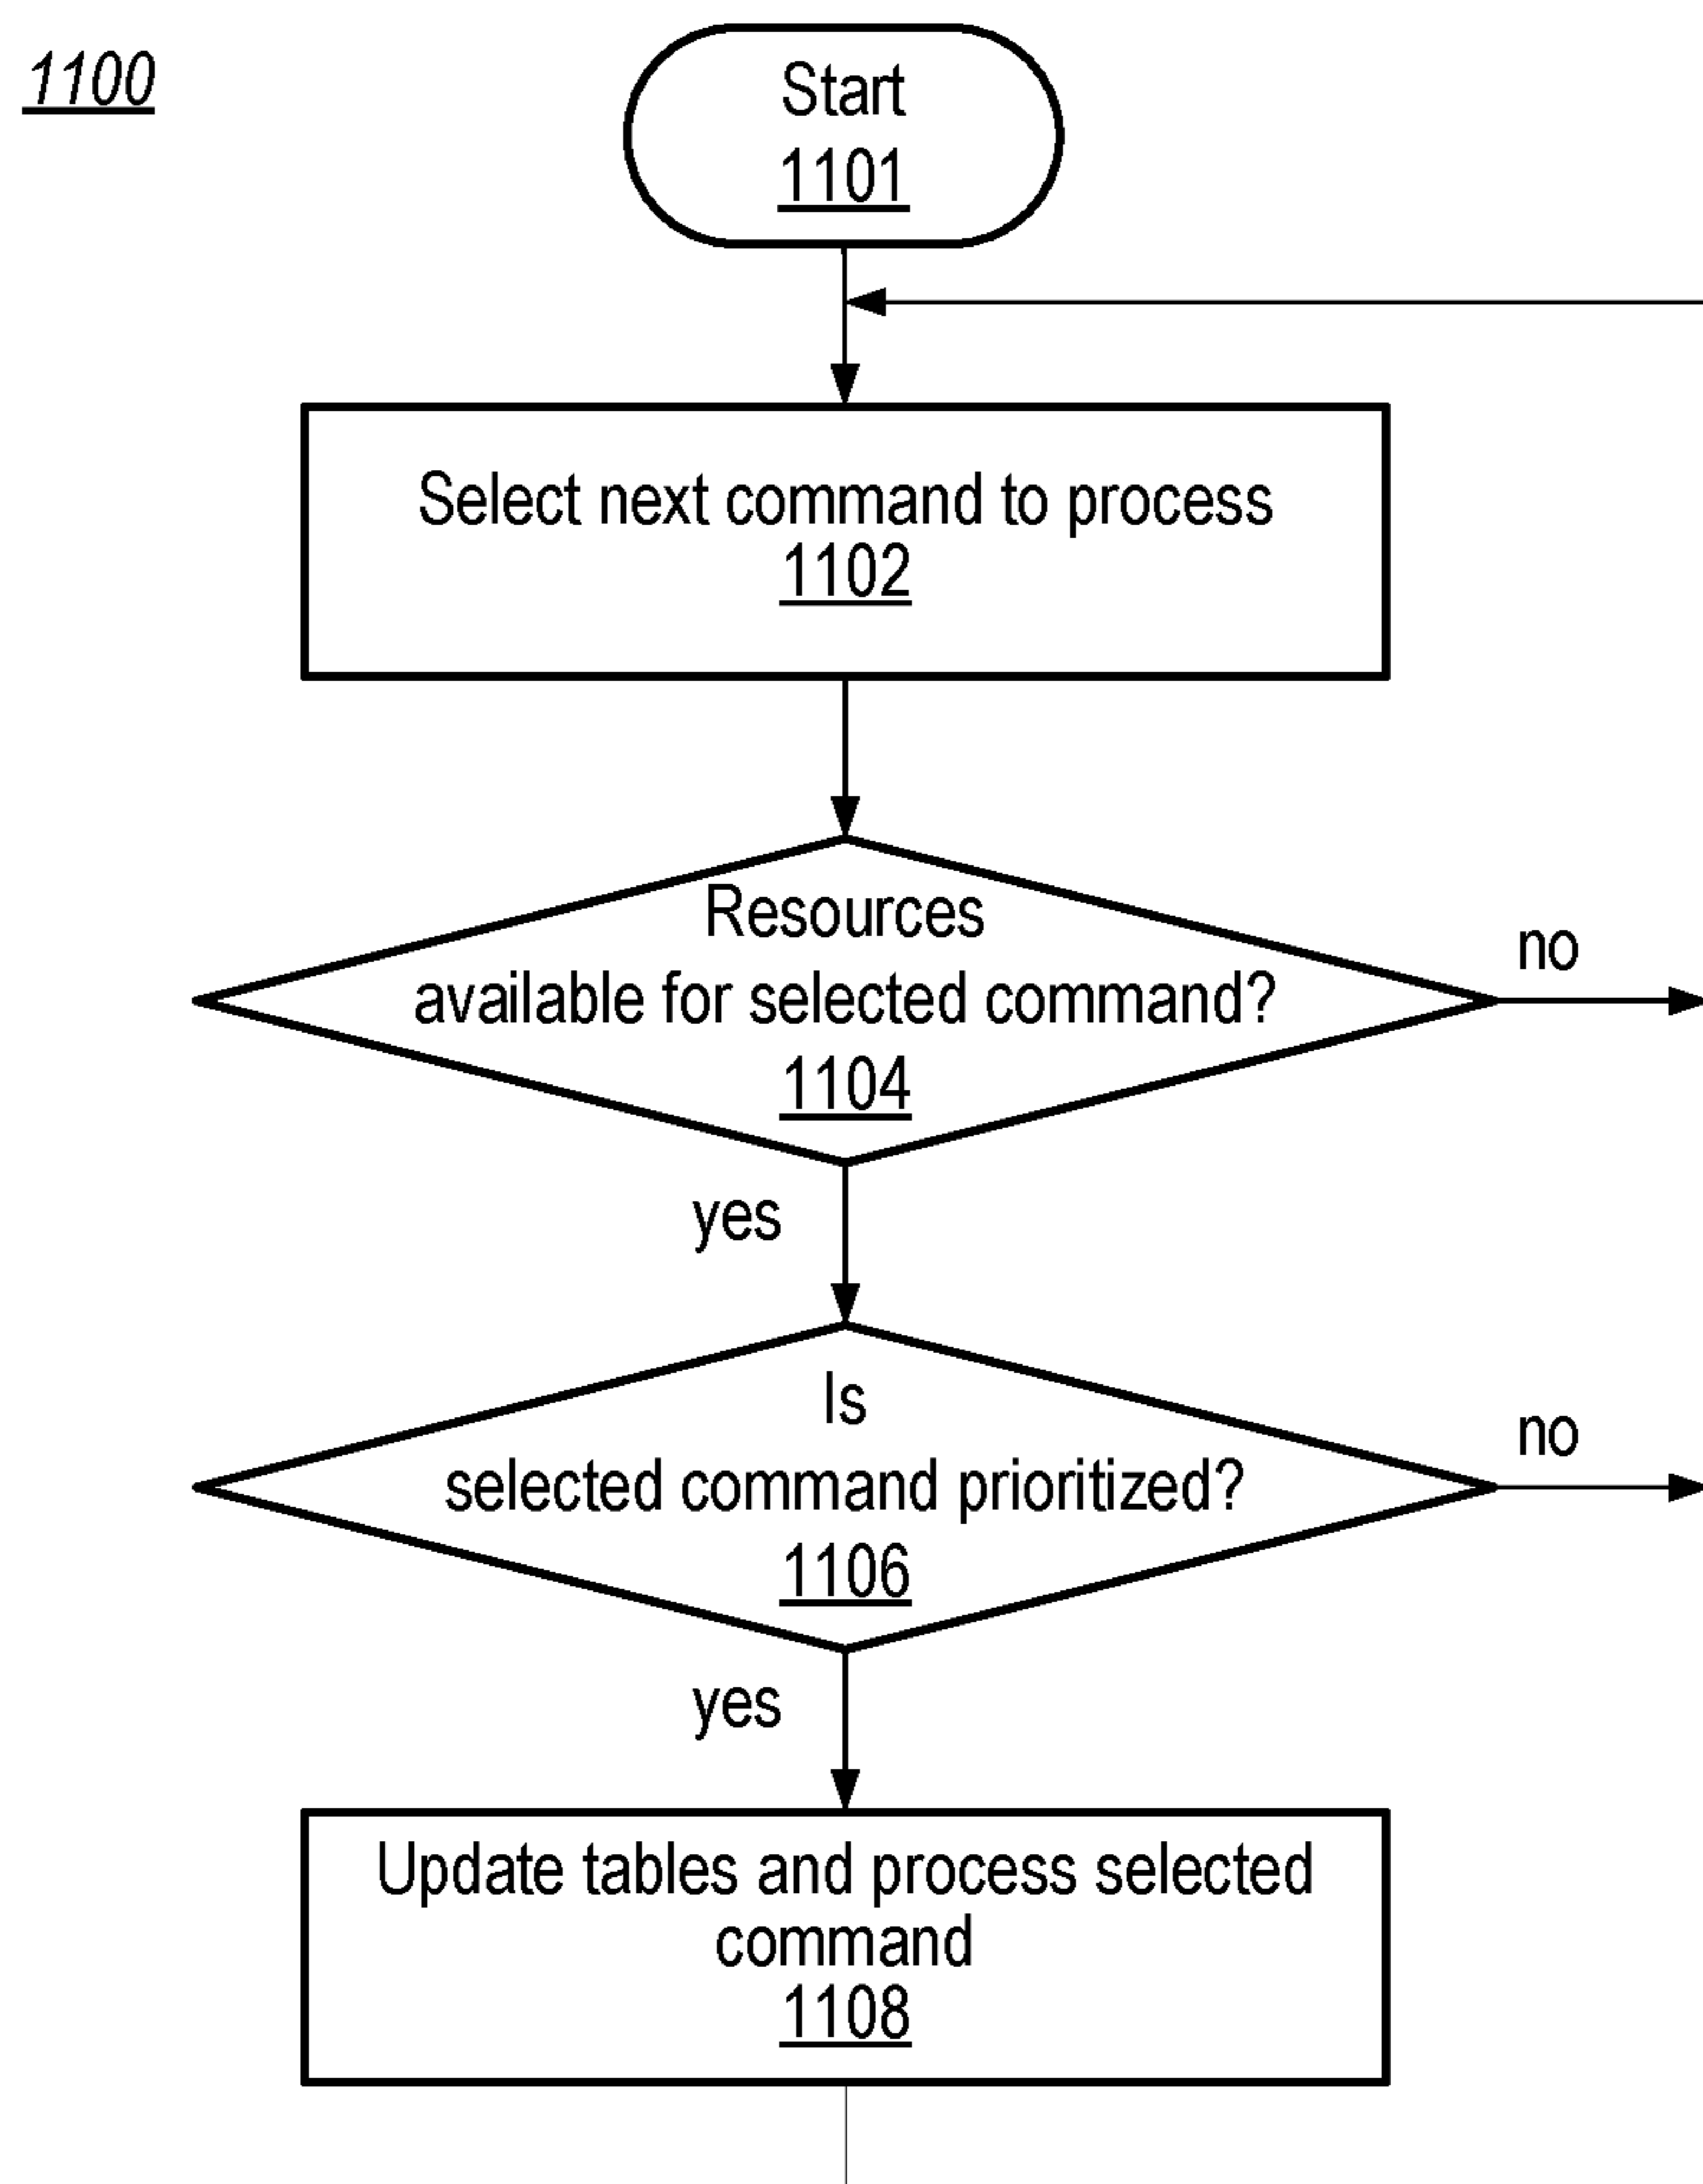 1100
Start
1101
Select next command to process
1102
Resources
available for selected command?
1104
no
yes
Is
selected command prioritized?
1106
no
yes
Update tables and process selected
command
1108